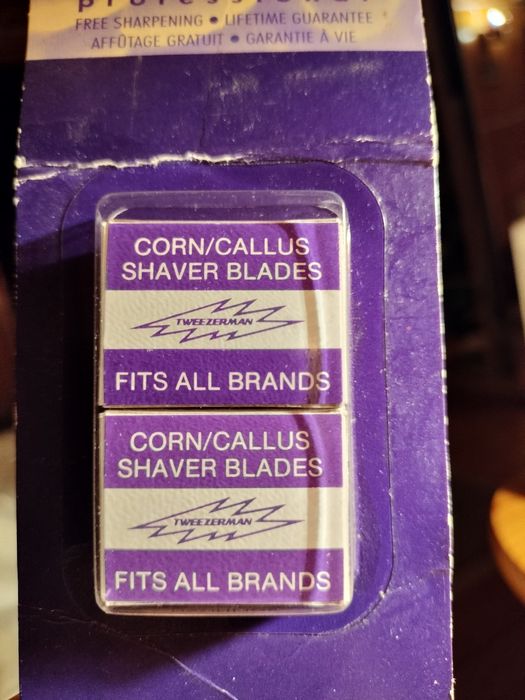 professional
FREE SHARPENING • LIFETIME GUARANTEE
AFFÛTAGE GRATUIT • GARANTIE À VIE
CORN/CALLUS
SHAVER BLADES
TWEEZERMAN
FITS ALL BRANDS
CORN/CALLUS
SHAVER BLADES
TWEEZERMAN
FITS ALL BRANDS